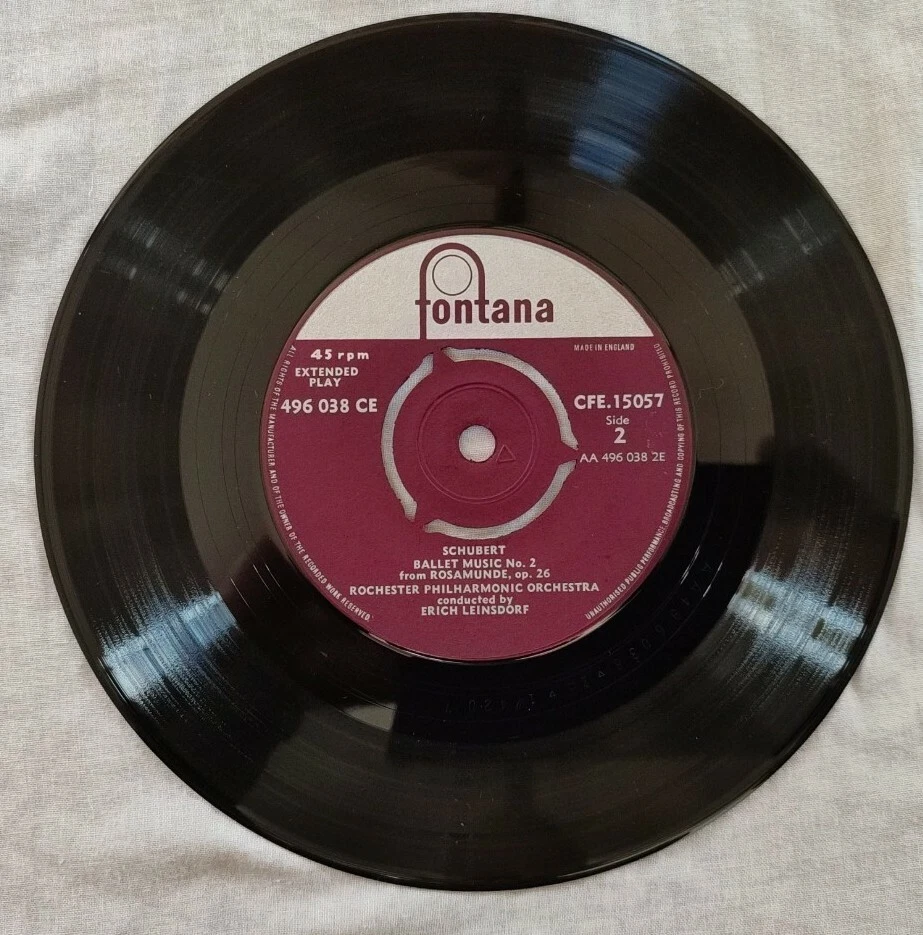 fontana
45 rpm
EXTENDED
PLAY
496 038 CE
MADE IN ENGLAND
CFE.15057
Side
2
AA 496 038 2E
SCHUBERT
BALLET MUSIC No. 2
from ROSAMUNDE, op. 26
ROCHESTER PHILHARMONIC ORCHESTRA
conducted by
ERICH LEINSDORF
ALL RIGHTS OF THE MANUFACTURER AND OF THE OWNER OF THE RECORDED WORK RESERVED.
UNAUTHORISED PUBLIC PERFORMANCE, BROADCASTING AND COPYING OF THIS RECORD PROHIBITED